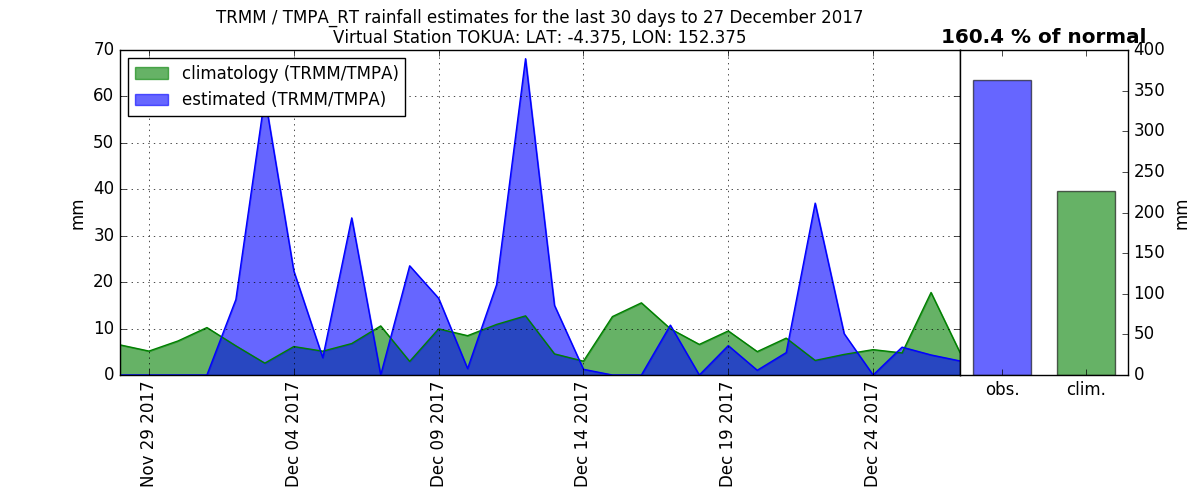 TRMM / TMPA_RT rainfall estimates for the last 30 days to 27 December 2017
Virtual Station TOKUA: LAT: -4.375, LON: 152.375
160.4 % of normal
climatology (TRMM/TMPA)
estimated (TRMM/TMPA)
70
60
50
40
30
20
10
0
mm
Nov 29 2017
Dec 04 2017
Dec 09 2017
Dec 14 2017
Dec 19 2017
Dec 24 2017
obs.
clim.
400
350
300
250
200
150
100
50
0
mm